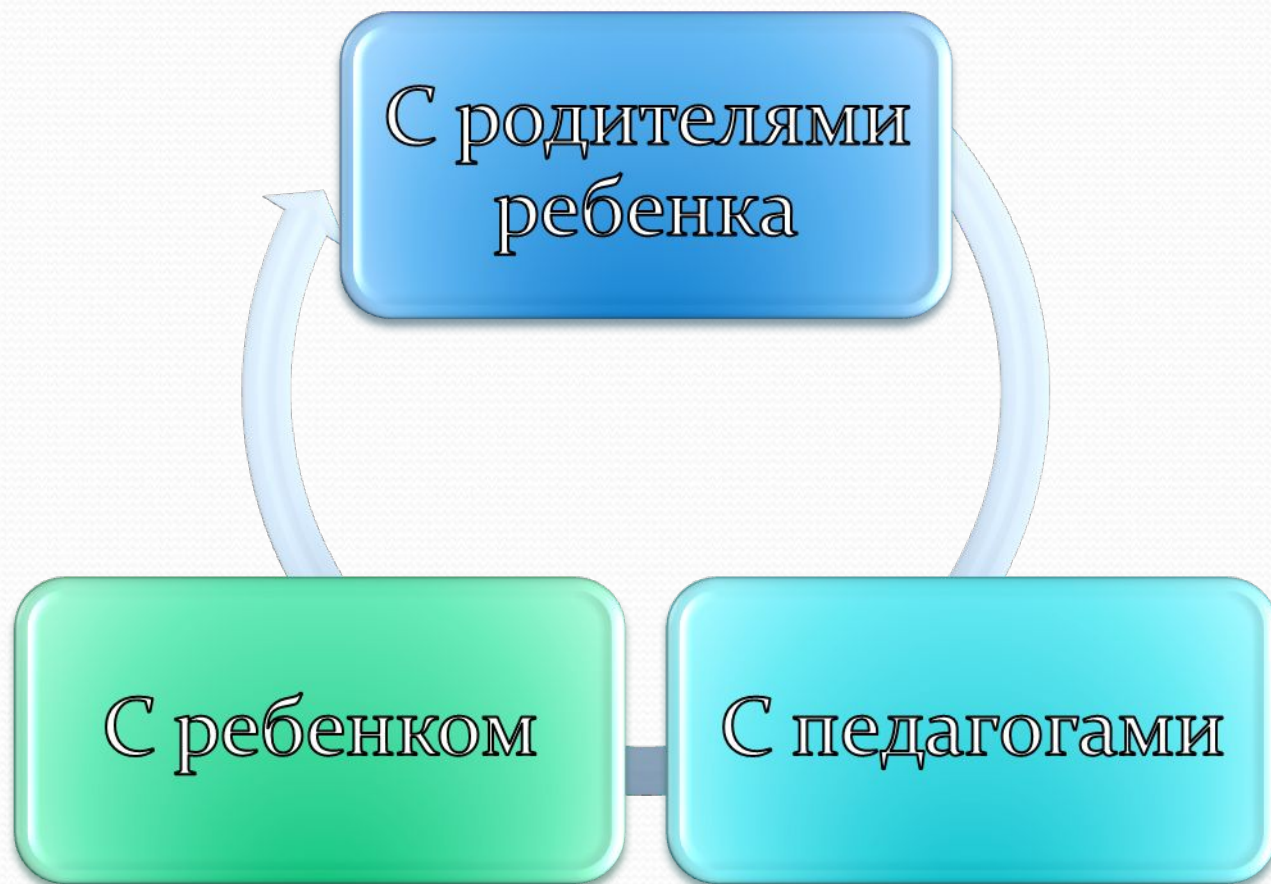 С родителями
ребенка
С ребенком
С педагогами